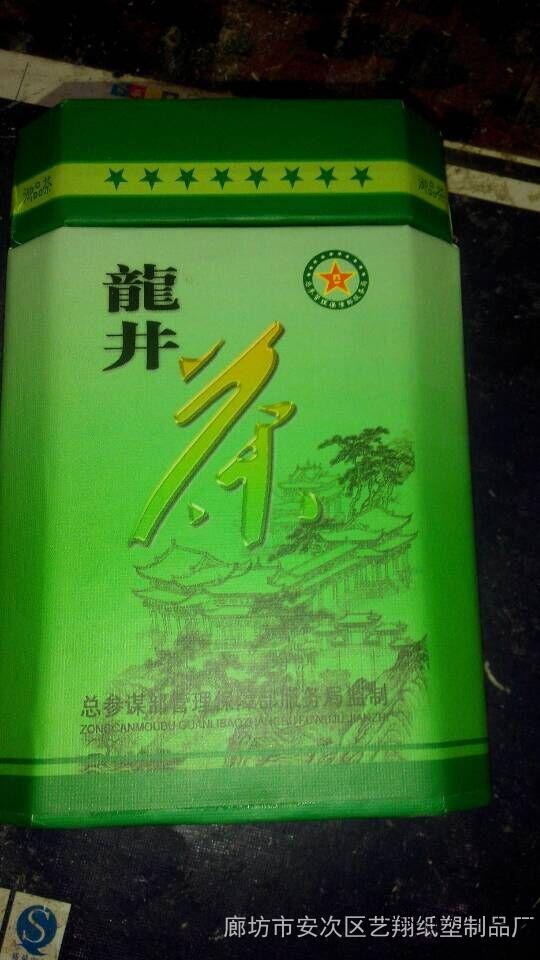 龍井
茶
总参谋部管理保障部服务局监制
ZONGCANMOUBU GUANLIBAOZHANGBU FUWUJU JIANZHI
廊坊市安次区艺翔纸塑制品厂